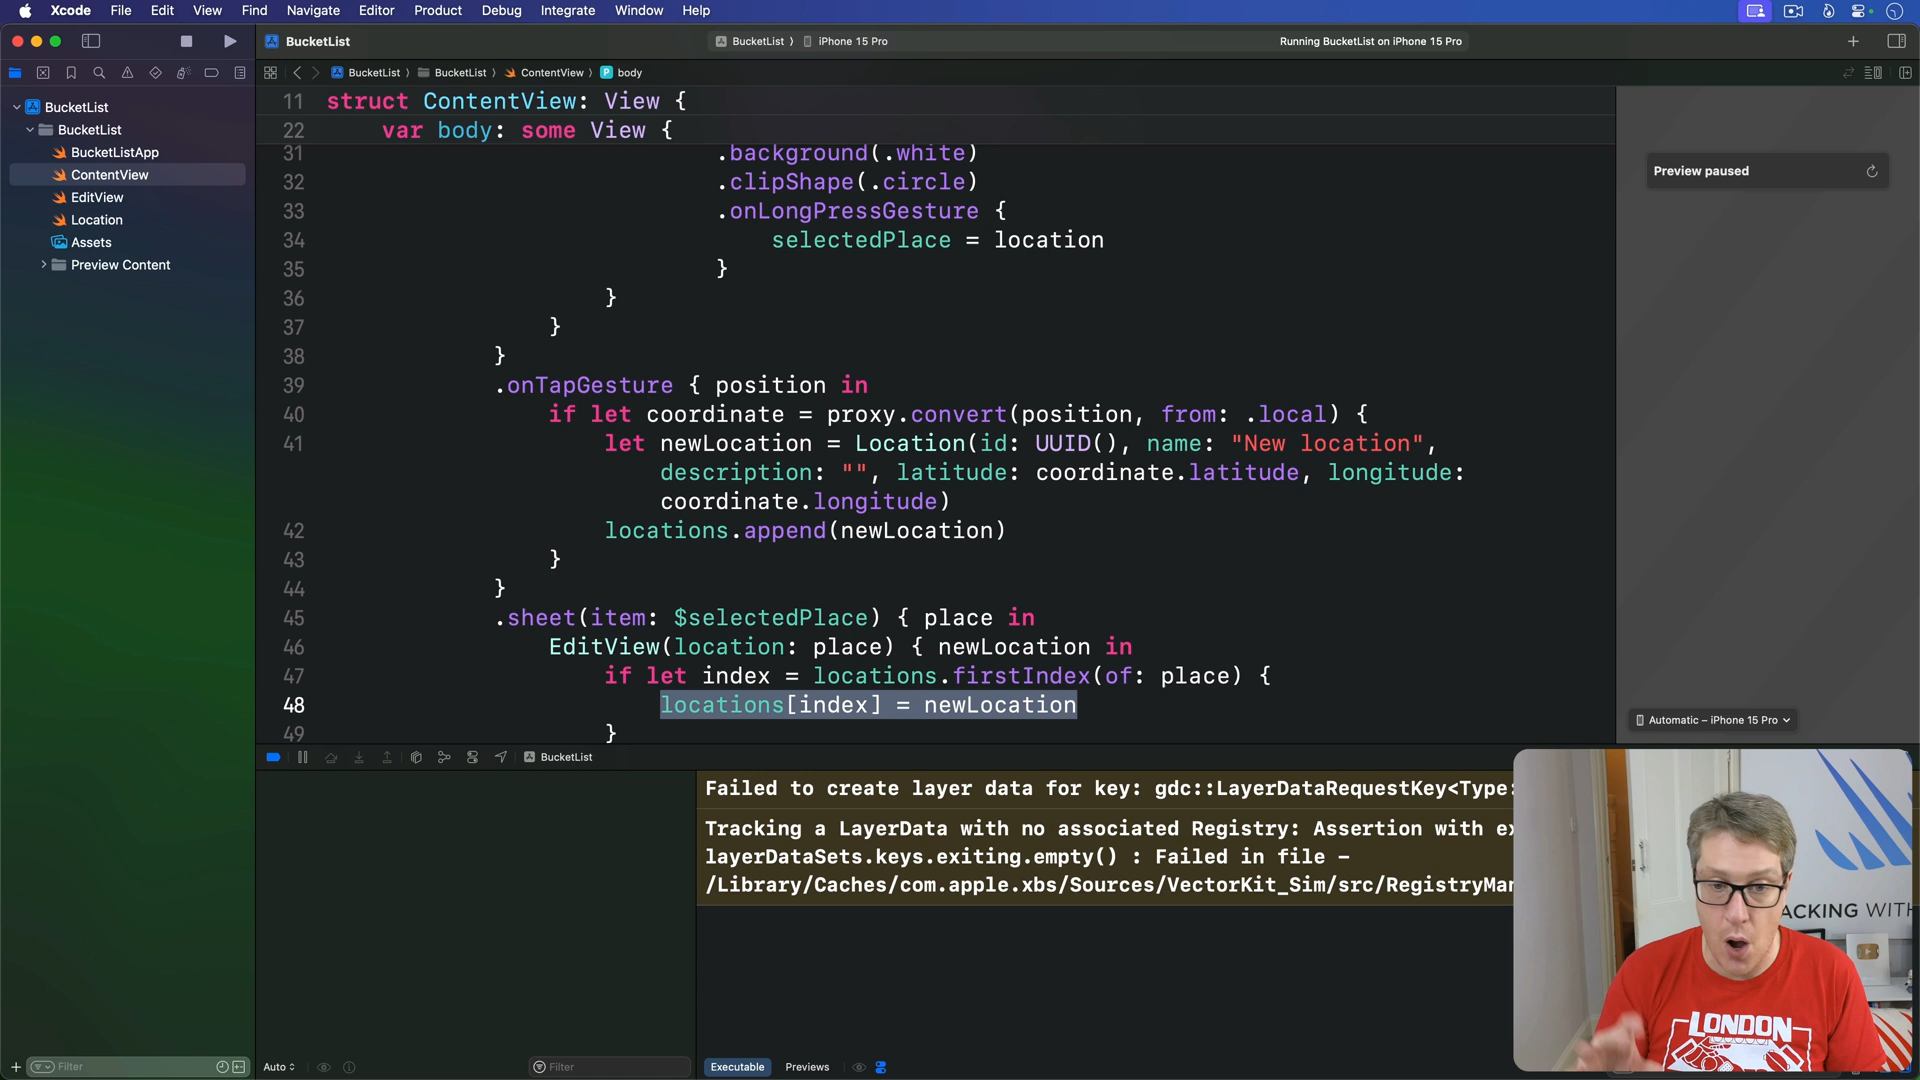 Xcode File Edit View Find Navigate Editor Product Debug Integrate Window Help
BucketList
BucketList iPhone 15 Pro
Running BucketList on iPhone 15 Pro
BucketList BucketList ContentView P body
BucketList
BucketList
BucketListApp
ContentView
EditView
Location
Assets
Preview Content
11 struct ContentView: View {
22 var body: some View {
31 .background(.white)
32 .clipShape(.circle)
33 .onLongPressGesture {
34 selectedPlace = location
35 }
36 }
37 }
38 }
39 .onTapGesture { position in
40 if let coordinate = proxy.convert(position, from: .local) {
41 let newLocation = Location(id: UUID(), name: "New location",
description: "", latitude: coordinate.latitude, longitude:
coordinate.longitude)
42 locations.append(newLocation)
43 }
44 }
45 .sheet(item: $selectedPlace) { place in
46 EditView(location: place) { newLocation in
47 if let index = locations.firstIndex(of: place) {
48 locations[index] = newLocation
49 }
Preview paused
Automatic – iPhone 15 Pro
BucketList
Failed to create layer data for key: gdc::LayerDataRequestKey<Type:
Tracking a LayerData with no associated Registry: Assertion with ex
layerDataSets.keys.exiting.empty() : Failed in file -
/Library/Caches/com.apple.xbs/Sources/VectorKit_Sim/src/RegistryMan
ACKING WITH
LONDON
Filter
Auto
Filter
Executable Previews